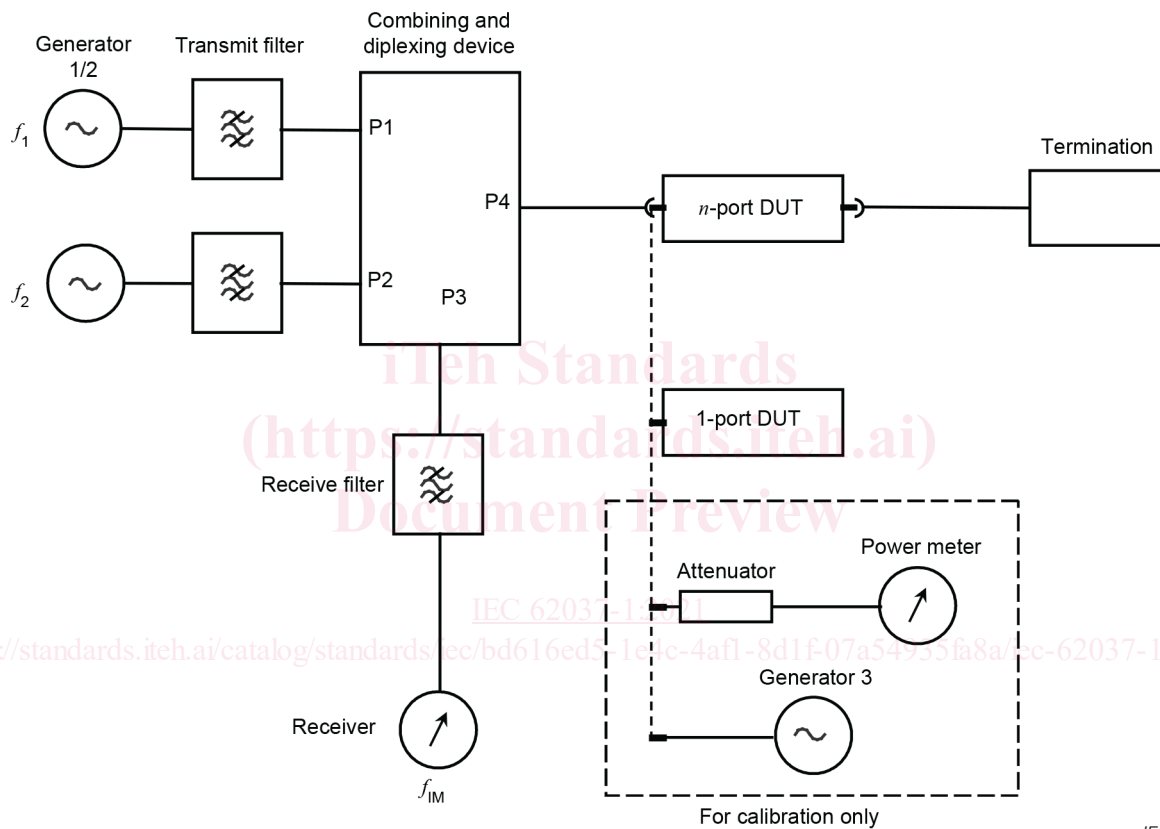 Combining and
diplexing device
Generator
1/2
Transmit filter
f1
P1
P4
n-port DUT
Termination
f2
P2
P3
iTeh Standards
1-port DUT
(https://standards.iteh.ai)
Receive filter
Document Preview
Power meter
Attenuator
IEC 62037-1:2021
://standards.iteh.ai/catalog/standards/iec/bd616ed5-1e4c-4af1-8d1f-07a54935fa8a/iec-62037-1
Generator 3
Receiver
fIM
For calibration only